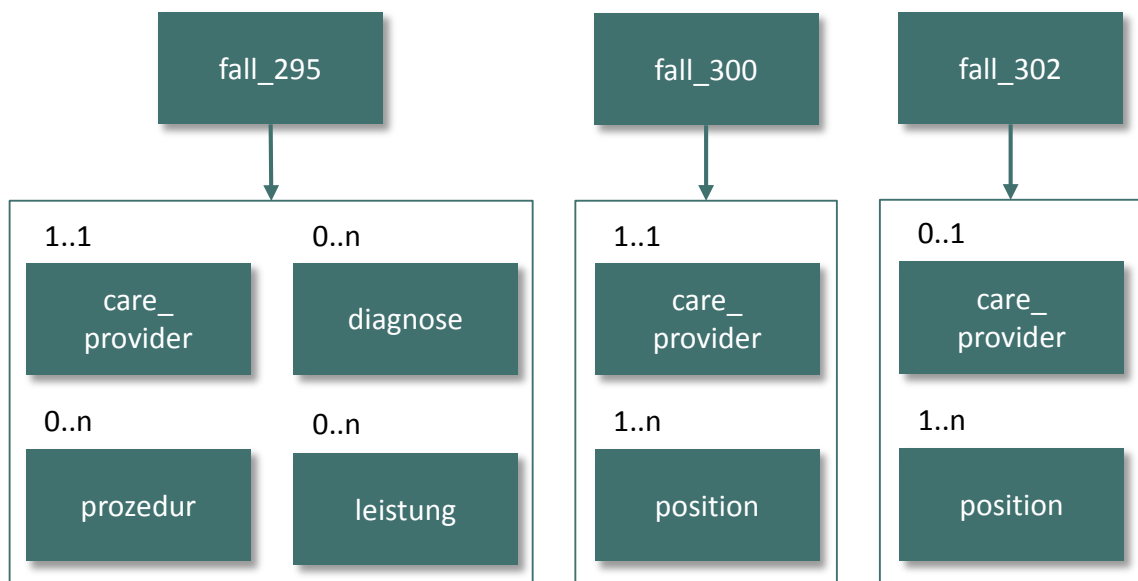 fall_295
fall_300
fall_302
1..1
0..n
care_
provider
diagnose
0..n
0..n
prozedur
leistung
1..1
care_
provider
1..n
position
0..1
care_
provider
1..n
position